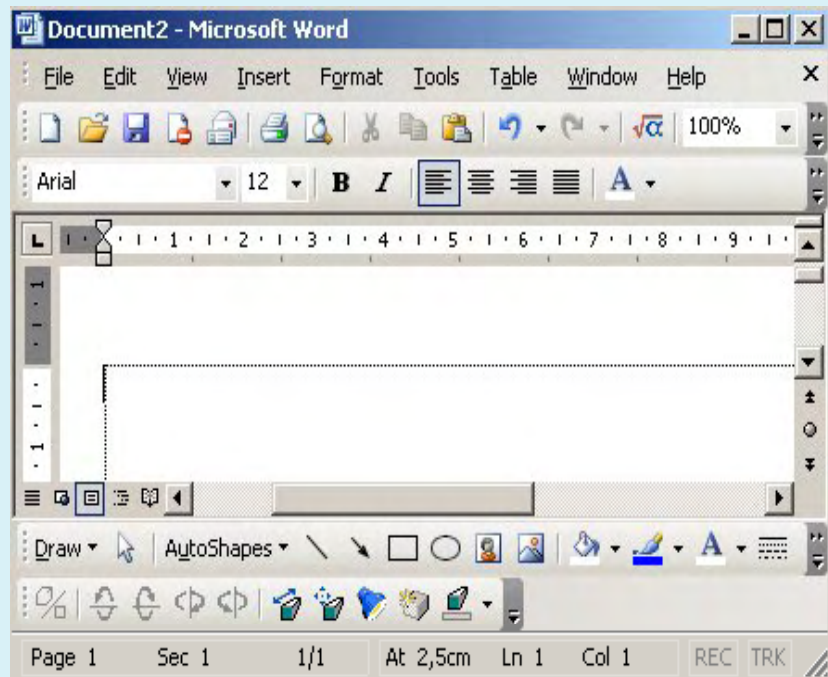 Document2 - Microsoft Word
File Edit View Insert Format Tools Table Window Help
√α 100%
Arial 12 B I A
L 1 2 3 4 5 6 7 8 9
1
1
Draw AutoShapes A
Page 1 Sec 1 1/1 At 2,5cm Ln 1 Col 1 REC TRK